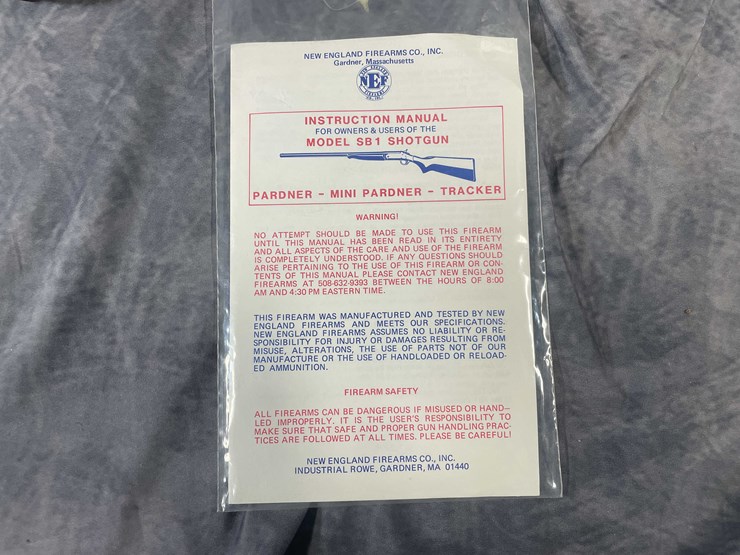 NEW ENGLAND FIREARMS CO., INC.
Gardner, Massachusetts
NEF
INSTRUCTION MANUAL
FOR OWNERS & USERS OF THE
MODEL SB1 SHOTGUN
PARDNER – MINI PARDNER – TRACKER
WARNING!
NO ATTEMPT SHOULD BE MADE TO USE THIS FIREARM
UNTIL THIS MANUAL HAS BEEN READ IN ITS ENTIRETY
AND ALL ASPECTS OF THE CARE AND USE OF THE FIREARM
IS COMPLETELY UNDERSTOOD. IF ANY QUESTIONS SHOULD
ARISE PERTAINING TO THE USE OF THIS FIREARM OR CON-
TENTS OF THIS MANUAL PLEASE CONTACT NEW ENGLAND
FIREARMS AT 508-632-9393 BETWEEN THE HOURS OF 8:00
AM AND 4:30 PM EASTERN TIME.
THIS FIREARM WAS MANUFACTURED AND TESTED BY NEW
ENGLAND FIREARMS AND MEETS OUR SPECIFICATIONS.
NEW ENGLAND FIREARMS ASSUMES NO LIABILITY OR RE-
SPONSIBILITY FOR INJURY OR DAMAGES RESULTING FROM
MISUSE, ALTERATIONS, THE USE OF PARTS NOT OF OUR
MANUFACTURE OR THE USE OF HANDLOADED OR RELOAD-
ED AMMUNITION.
FIREARM SAFETY
ALL FIREARMS CAN BE DANGEROUS IF MISUSED OR HAND–
LED IMPROPERLY. IT IS THE USER'S RESPONSIBILITY TO
MAKE SURE THAT SAFE AND PROPER GUN HANDLING PRAC-
TICES ARE FOLLOWED AT ALL TIMES. PLEASE BE CAREFUL!
NEW ENGLAND FIREARMS CO., INC.
INDUSTRIAL ROWE, GARDNER, MA 01440